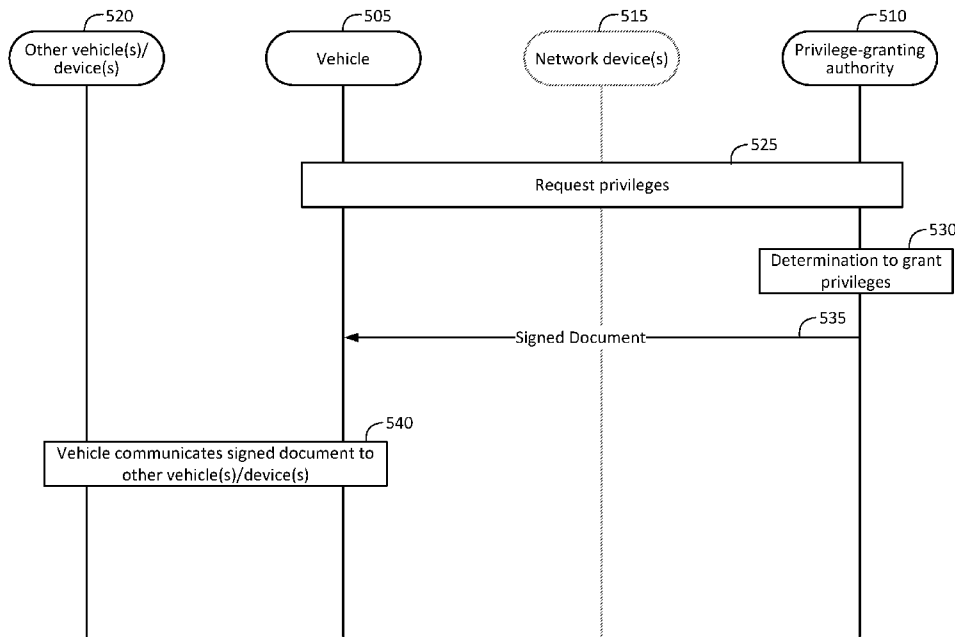 520
505
515
510
Other vehicle(s)/
device(s)
Vehicle
Network device(s)
Privilege-granting
authority
525
Request privileges
530
Determination to grant
privileges
535
Signed Document
540
Vehicle communicates signed document to
other vehicle(s)/device(s)